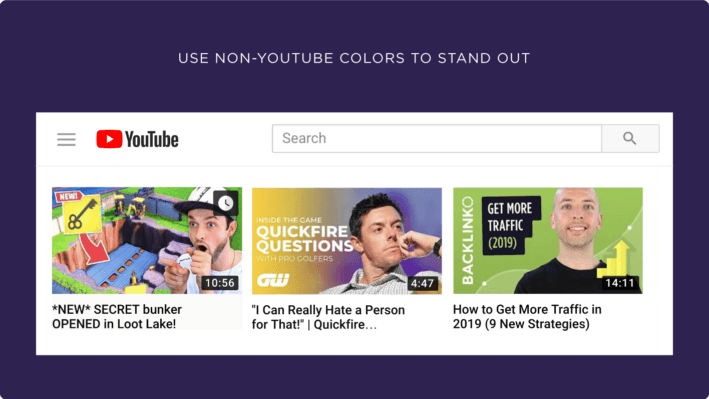 USE NON-YOUTUBE COLORS TO STAND OUT
YouTube
Search
NEW!
10:56
INSIDE THE GAME
QUICKFIRE
QUESTIONS
WITH PRO GOLFERS
GW
4:47
BACKLINKO
GET MORE
TRAFFIC
(2019)
14:11
*NEW* SECRET bunker
OPENED in Loot Lake!
"I Can Really Hate a Person
for That!" | Quickfire…
How to Get More Traffic in
2019 (9 New Strategies)